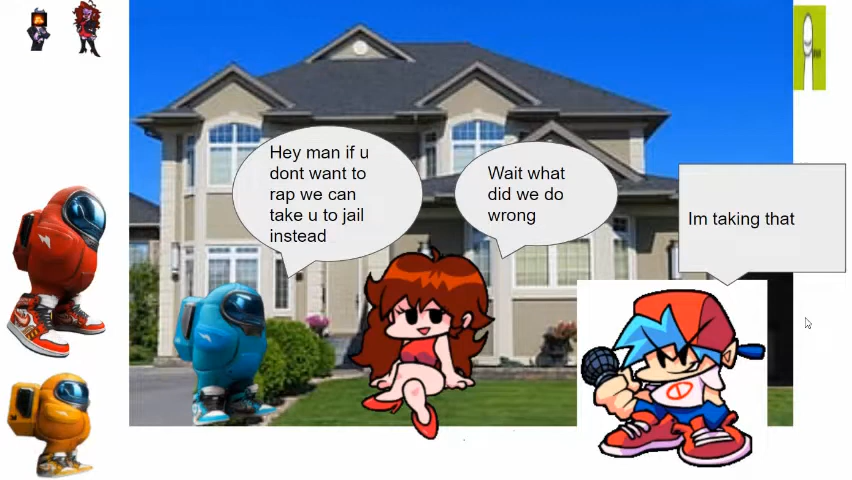 Hey man if u
dont want to
rap we can
take u to jail
instead
Wait what
did we do
wrong
Im taking that